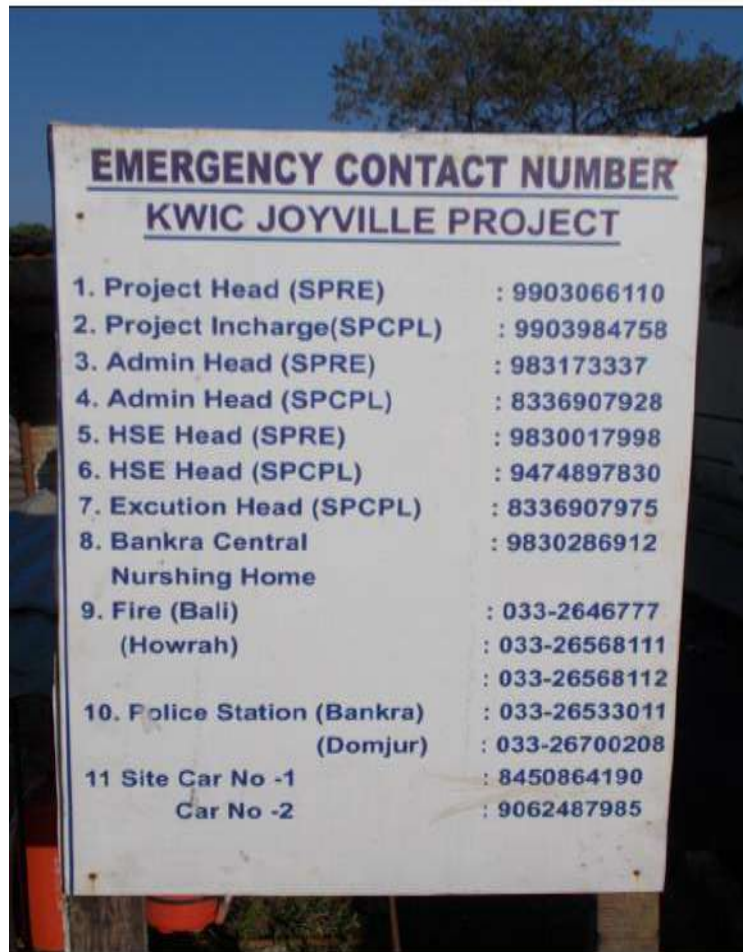 EMERGENCY CONTACT NUMBER
KWIC JOYVILLE PROJECT
1. Project Head (SPRE) : 9903066110
2. Project Incharge(SPCPL) : 9903984758
3. Admin Head (SPRE) : 983173337
4. Admin Head (SPCPL) : 8336907928
5. HSE Head (SPRE) : 9830017998
6. HSE Head (SPCPL) : 9474897830
7. Excution Head (SPCPL) : 8336907975
8. Bankra Central : 9830286912
Nurshing Home
9. Fire (Bali) : 033-2646777
(Howrah) : 033-26568111
: 033-26568112
10. Police Station (Bankra) : 033-26533011
(Domjur) : 033-26700208
11 Site Car No -1 : 8450864190
Car No -2 : 9062487985